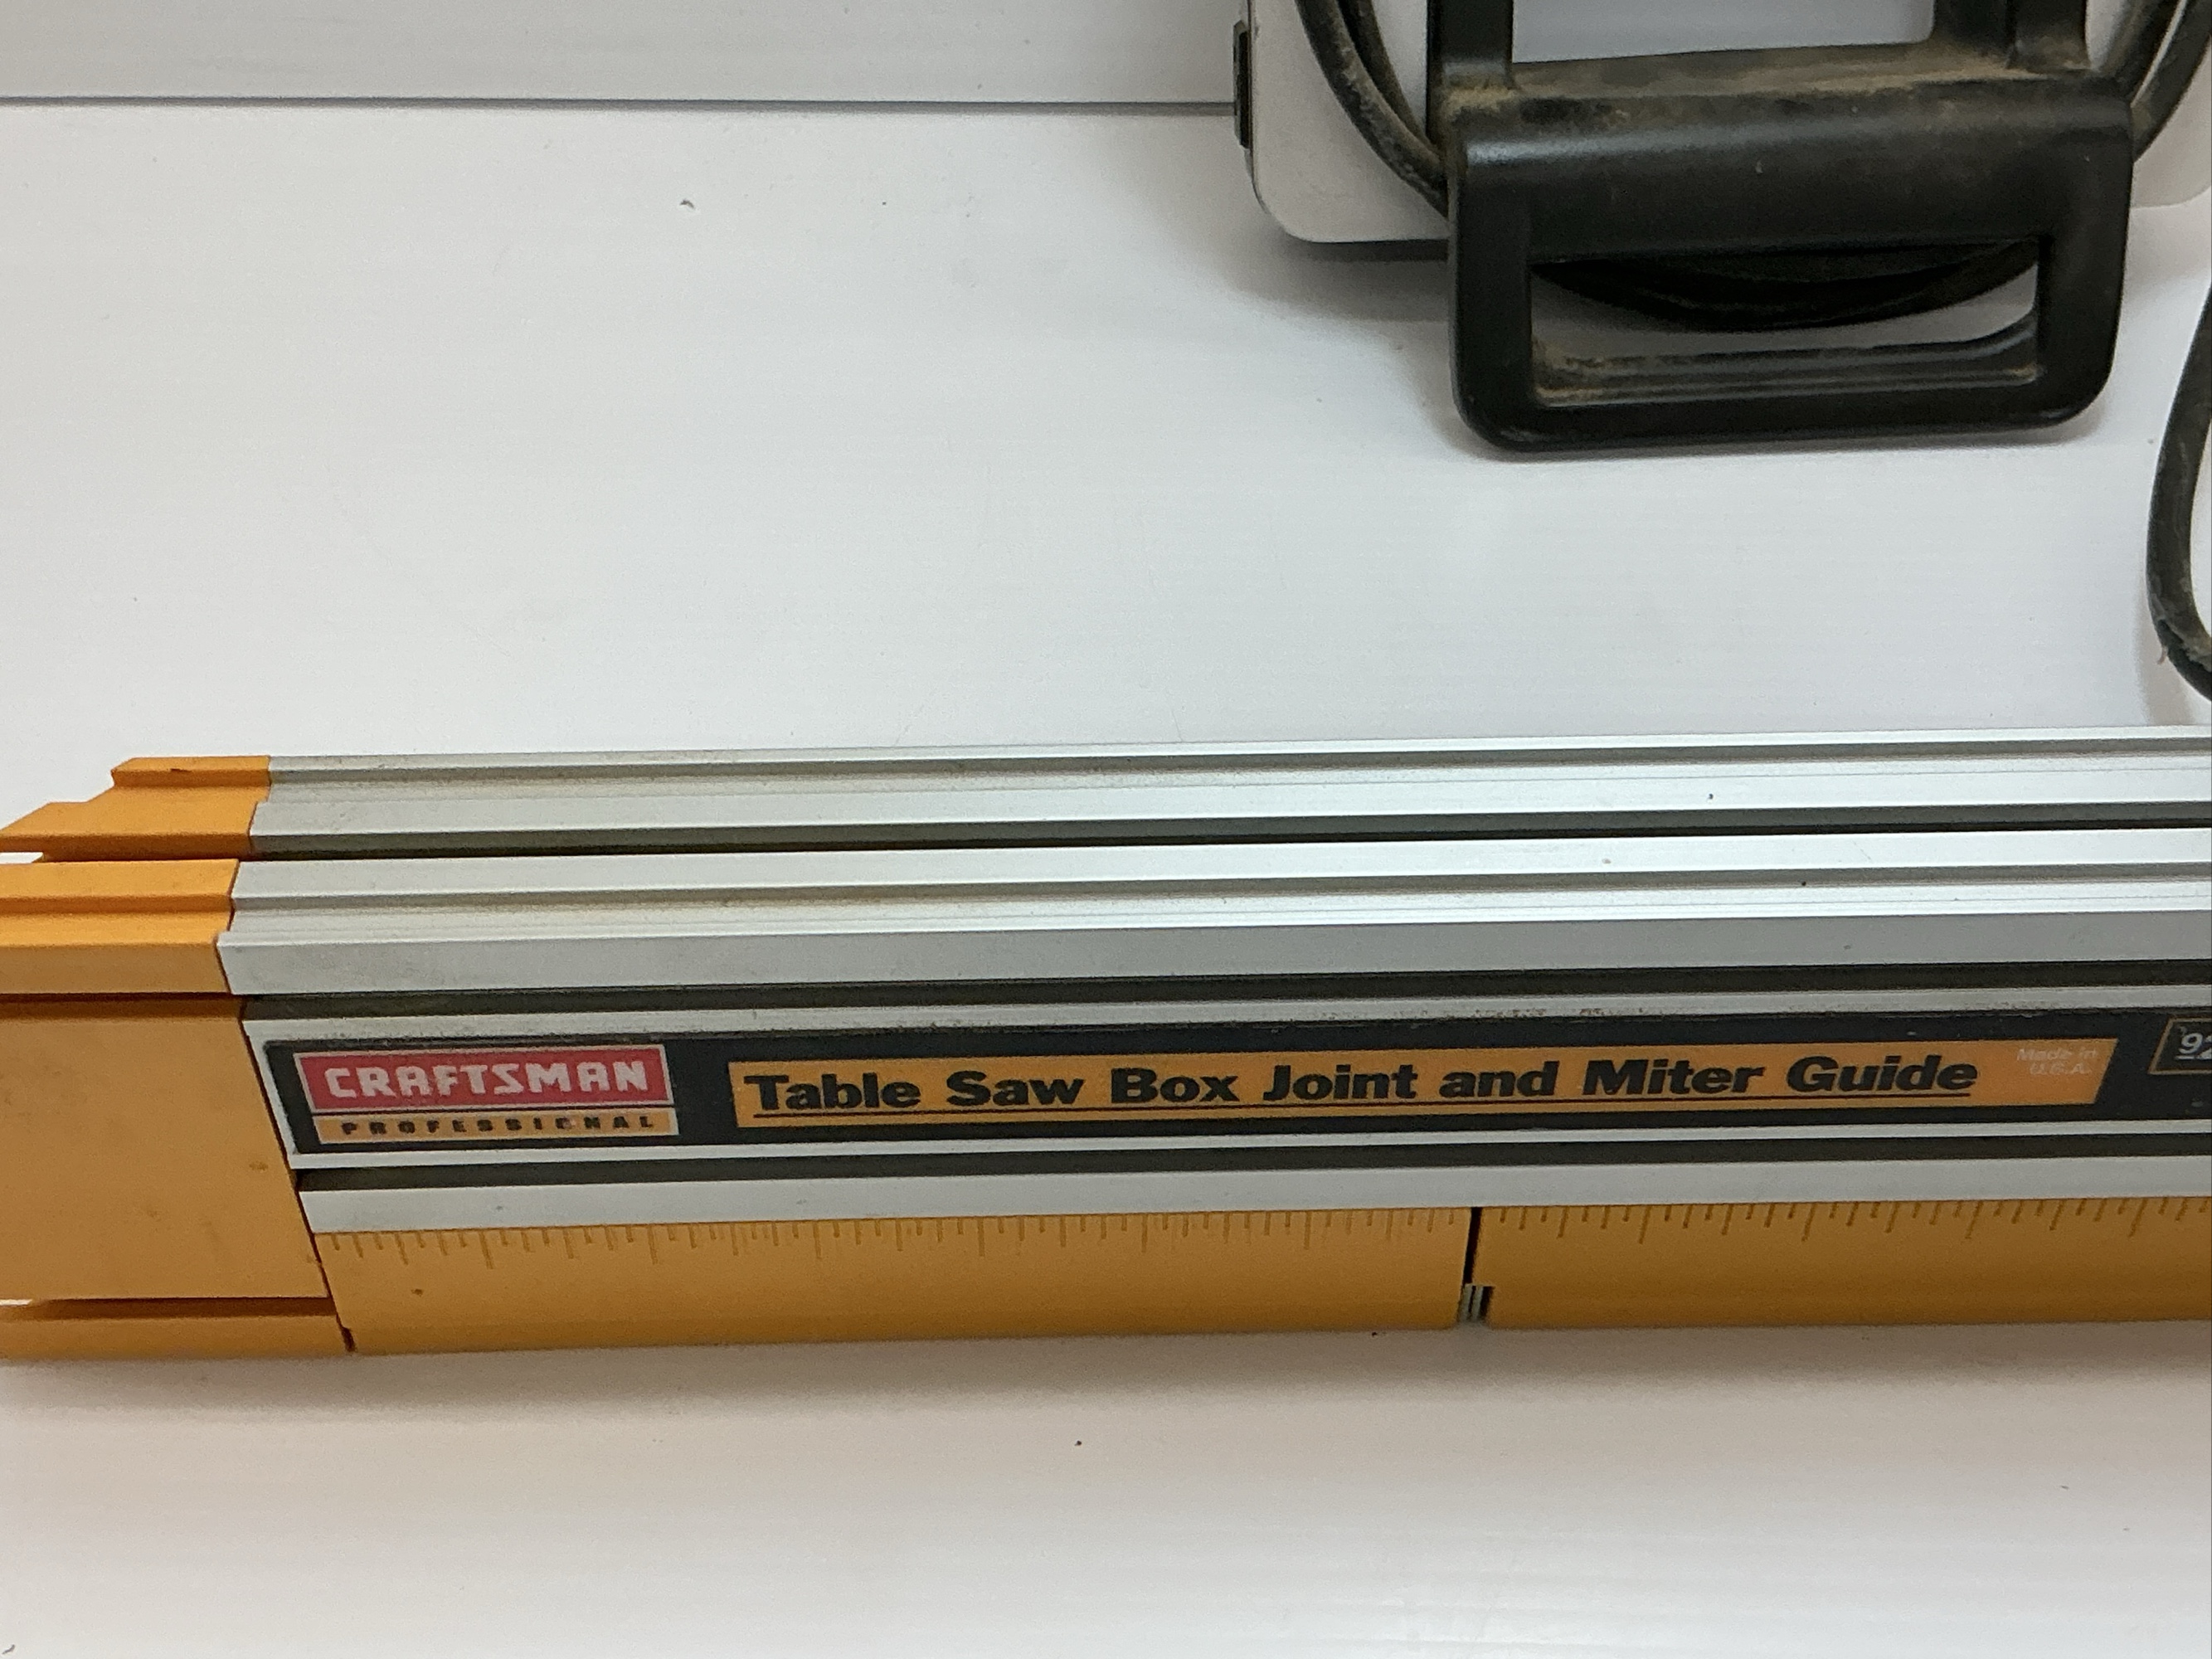 CRAFTSMAN
PROFESSIONAL
Table Saw Box Joint and Miter Guide
Made in
U.S.A.